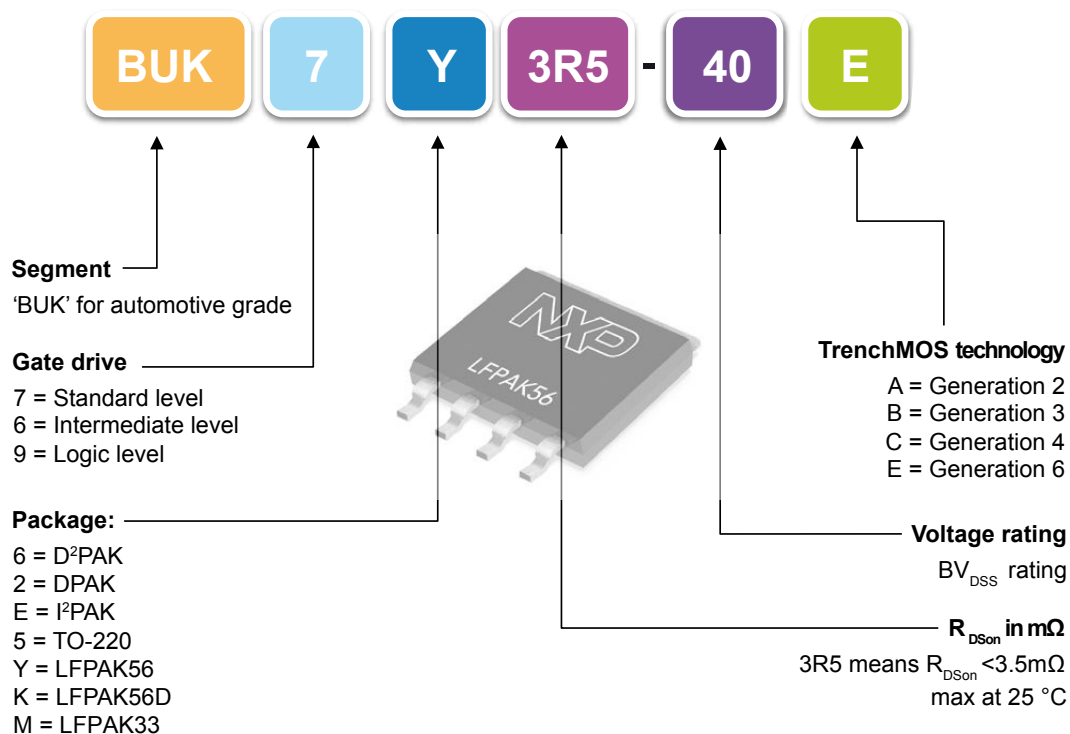 BUK 7 Y 3R5 - 40 E
Segment
‘BUK’ for automotive grade
Gate drive
7 = Standard level
6 = Intermediate level
9 = Logic level
Package:
6 = D²PAK
2 = DPAK
E = I²PAK
5 = TO-220
Y = LFPAK56
K = LFPAK56D
M = LFPAK33
NXP
LFPAK56
TrenchMOS technology
A = Generation 2
B = Generation 3
C = Generation 4
E = Generation 6
Voltage rating
BVDSS rating
RDSon in mΩ
3R5 means RDSon <3.5mΩ
max at 25 °C